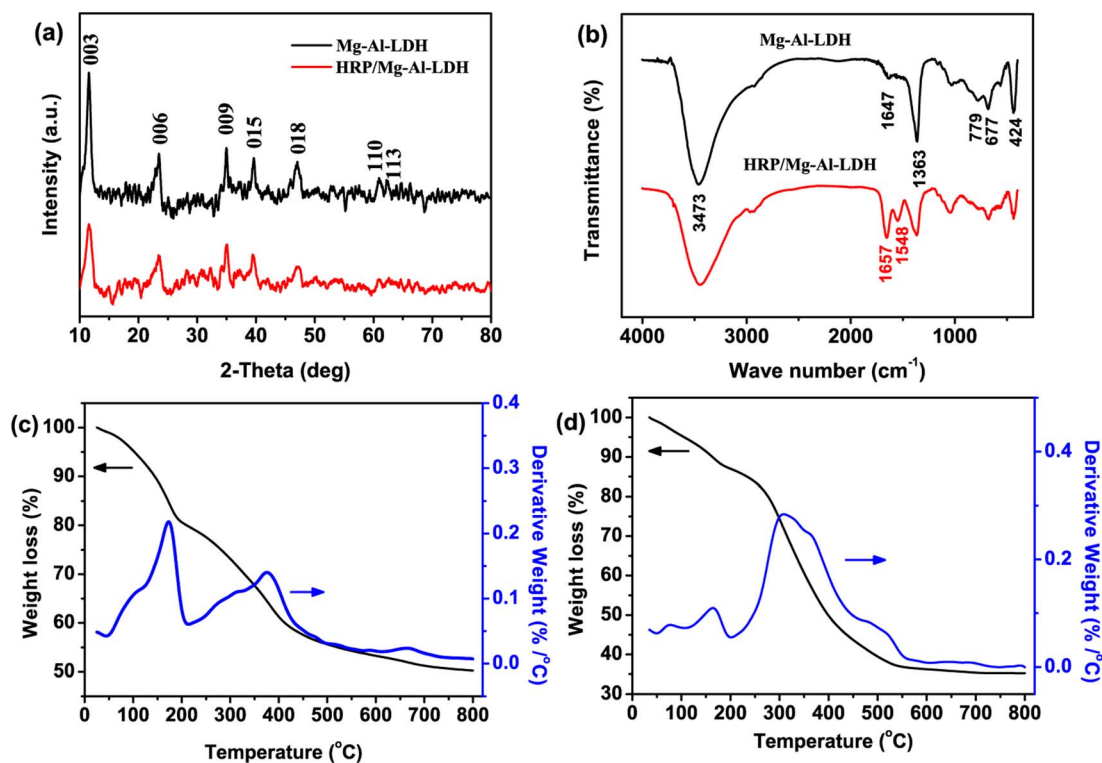 (a)
Mg-Al-LDH
HRP/Mg-Al-LDH
003
006
009
015
018
110
113
Intensity (a.u.)
10 20 30 40 50 60 70 80
2-Theta (deg)
(b)
Mg-Al-LDH
1647
1363
779
677
424
HRP/Mg-Al-LDH
3473
1657
1548
Transmittance (%)
4000 3000 2000 1000
Wave number (cm⁻¹)
(c)
100
90
80
70
60
50
Weight loss (%)
0.4
0.3
0.2
0.1
0.0
Derivative Weight (% /°C)
0 100 200 300 400 500 600 700 800
Temperature (°C)
(d)
100
90
80
70
60
50
40
30
Weight loss (%)
0.4
0.2
0.0
Derivative Weight (% /°C)
0 100 200 300 400 500 600 700 800
Temperature (°C)